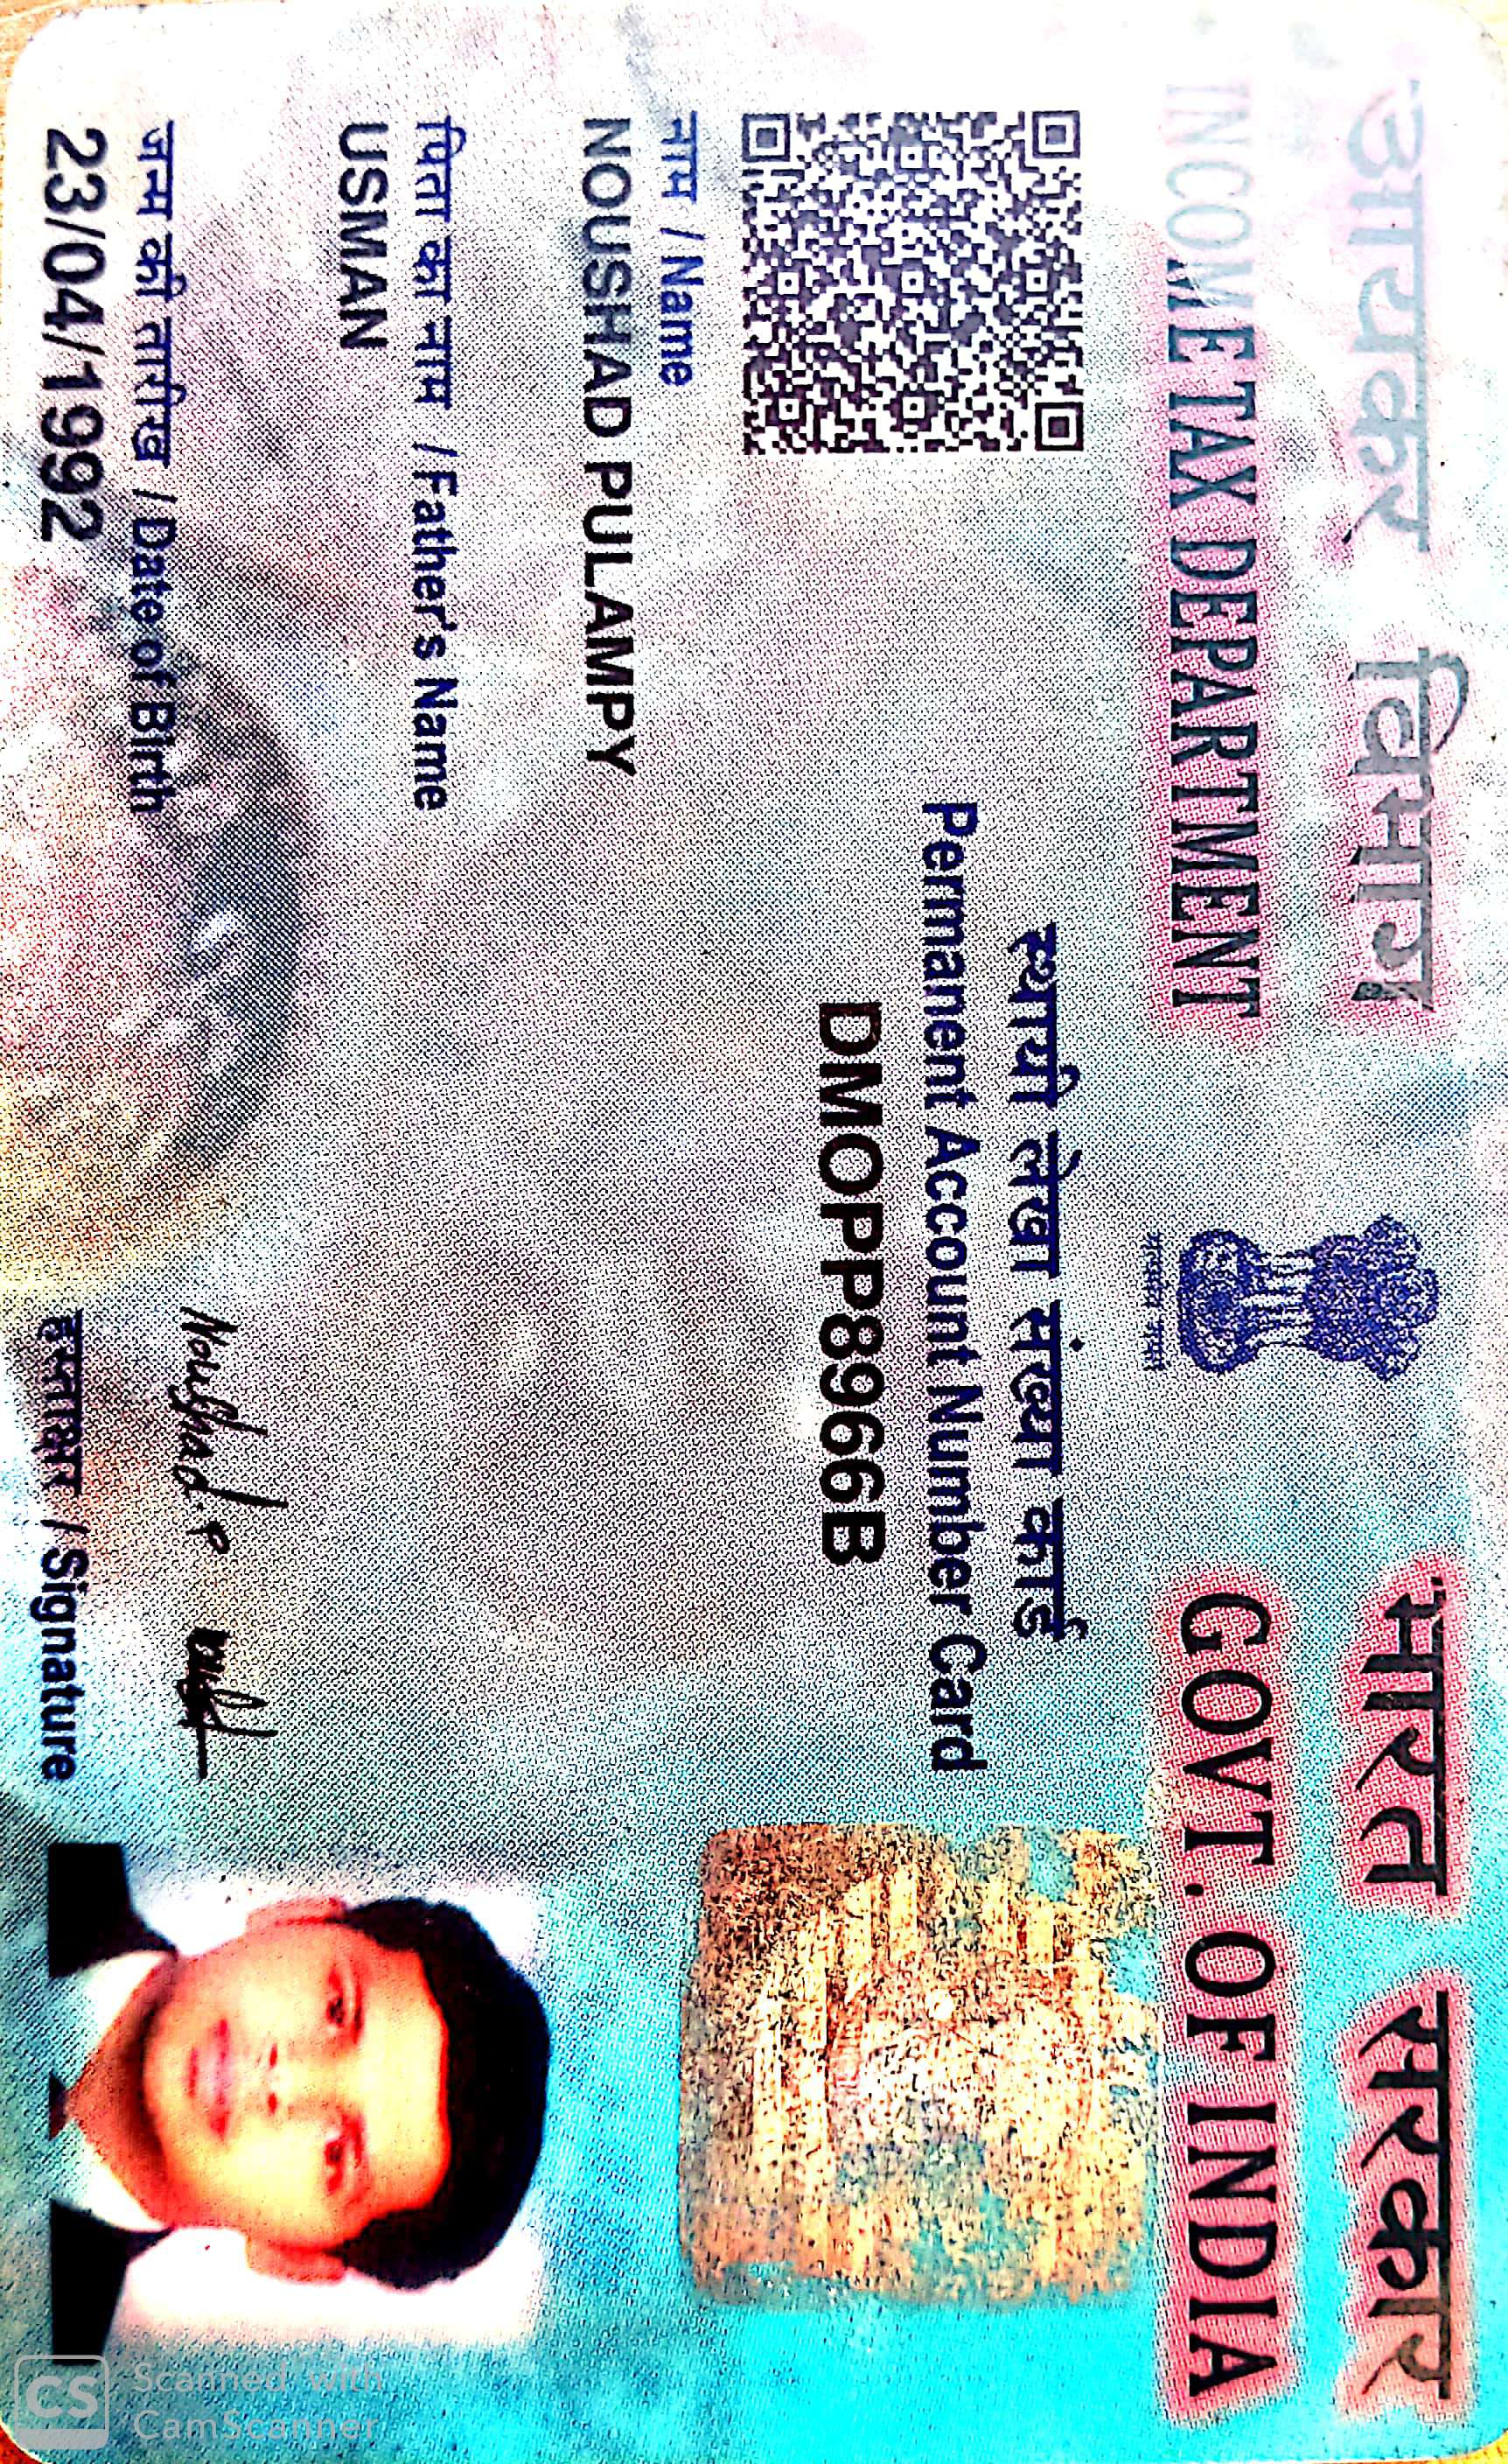 आयकर विभाग
INCOME TAX DEPARTMENT
सत्यमेव जयते
भारत सरकार
GOVT. OF INDIA
स्थायी लेखा संख्या कार्ड
Permanent Account Number Card
DMOPP8966B
नाम / Name
NOUSHAD PULAMPY
पिता का नाम / Father's Name
USMAN
जन्म की तारीख / Date of Birth
23/04/1992
Noushad. P
हस्ताक्षर / Signature
CS Scanned with
CamScanner